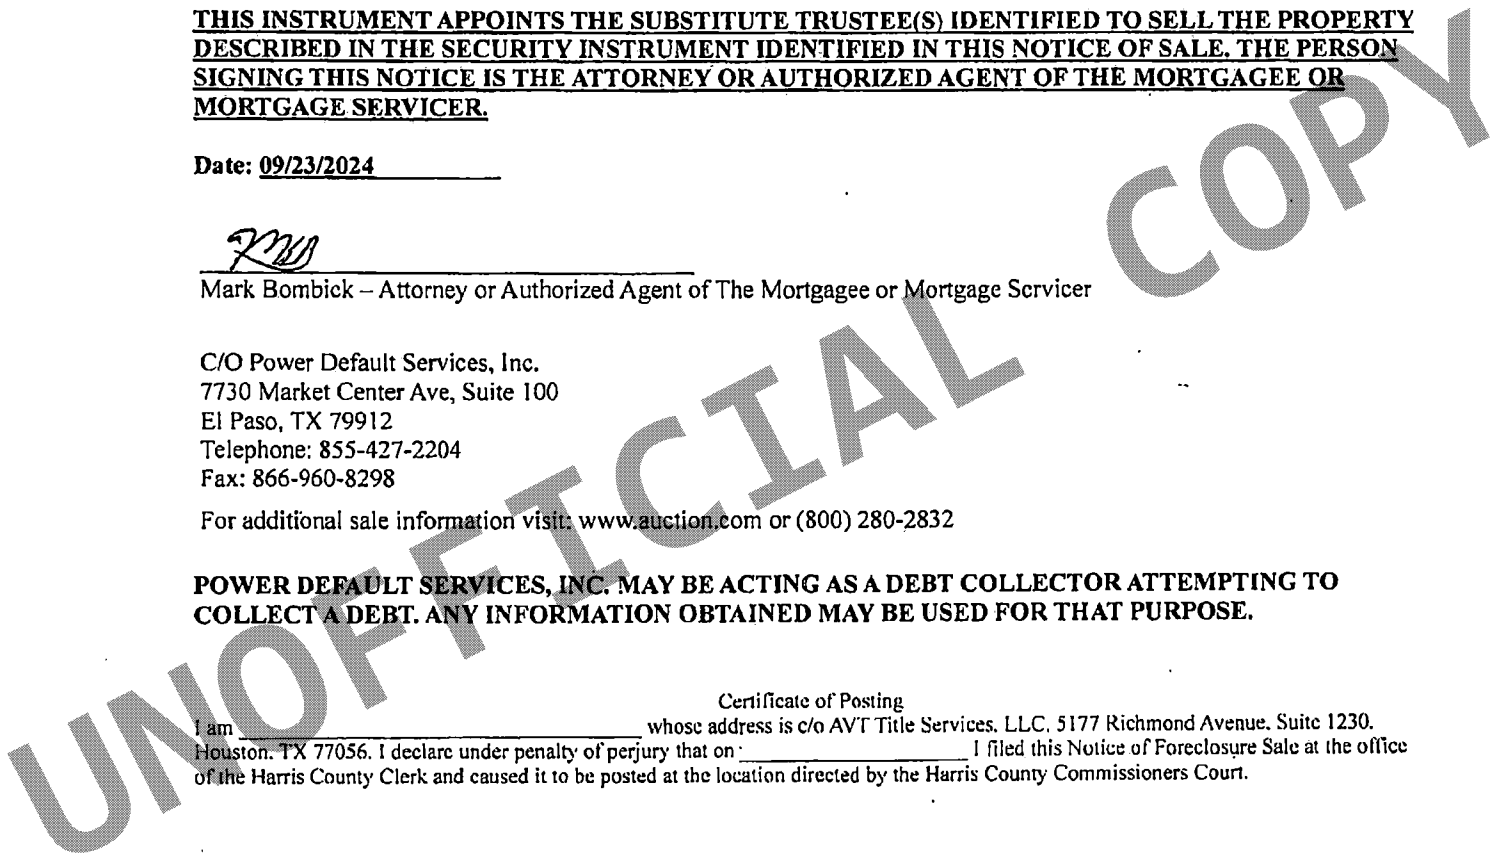 THIS INSTRUMENT APPOINTS THE SUBSTITUTE TRUSTEE(S) IDENTIFIED TO SELL THE PROPERTY
DESCRIBED IN THE SECURITY INSTRUMENT IDENTIFIED IN THIS NOTICE OF SALE. THE PERSON
SIGNING THIS NOTICE IS THE ATTORNEY OR AUTHORIZED AGENT OF THE MORTGAGEE OR
MORTGAGE SERVICER.
Date: 09/23/2024
Mark Bombick – Attorney or Authorized Agent of The Mortgagee or Mortgage Servicer
C/O Power Default Services, Inc.
7730 Market Center Ave, Suite 100
El Paso, TX 79912
Telephone: 855-427-2204
Fax: 866-960-8298
For additional sale information visit: www.auction.com or (800) 280-2832
POWER DEFAULT SERVICES, INC. MAY BE ACTING AS A DEBT COLLECTOR ATTEMPTING TO
COLLECT A DEBT. ANY INFORMATION OBTAINED MAY BE USED FOR THAT PURPOSE.
Certificate of Posting
I am ______________________________ whose address is c/o AVT Title Services, LLC, 5177 Richmond Avenue, Suite 1230,
Houston, TX 77056. I declare under penalty of perjury that on __________________ I filed this Notice of Foreclosure Sale at the office
of the Harris County Clerk and caused it to be posted at the location directed by the Harris County Commissioners Court.
UNOFFICIAL COPY